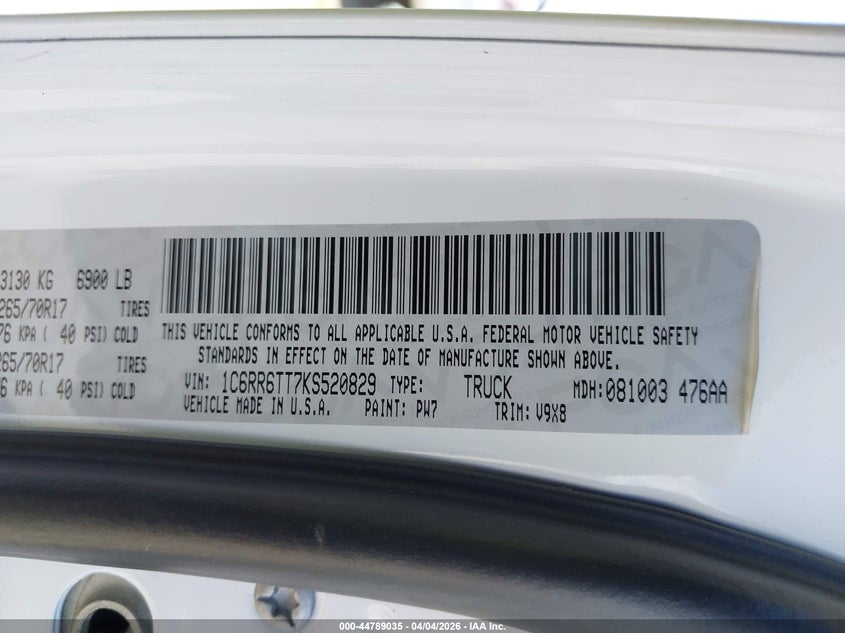 3130 KG 6900 LB
265/70R17 TIRES
76 KPA ( 40 PSI) COLD
65/70R17 TIRES
6 KPA ( 40 PSI) COLD
THIS VEHICLE CONFORMS TO ALL APPLICABLE U.S.A. FEDERAL MOTOR VEHICLE SAFETY
STANDARDS IN EFFECT ON THE DATE OF MANUFACTURE SHOWN ABOVE.
VIN: 1C6RR6TT7KS520829 TYPE: TRUCK MDH: 081003 476AA
VEHICLE MADE IN U.S.A. PAINT: PW7 TRIM: V9X8
000-44789035 - 04/04/2026 - IAA Inc.